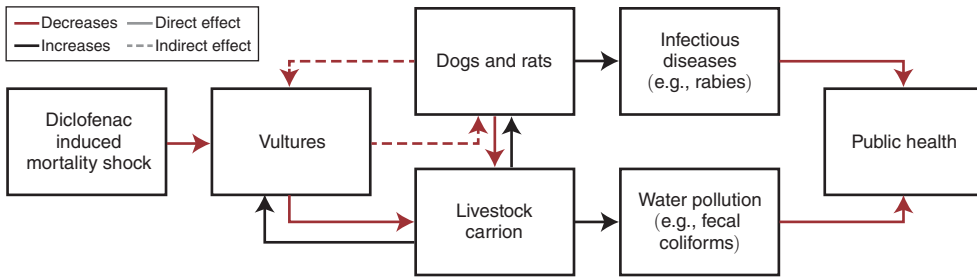 Decreases
Direct effect
Increases
Indirect effect
Dogs and rats
Infectious
diseases
(e.g., rabies)
Diclofenac
induced
mortality shock
Vultures
Public health
Livestock
carrion
Water pollution
(e.g., fecal
coliforms)